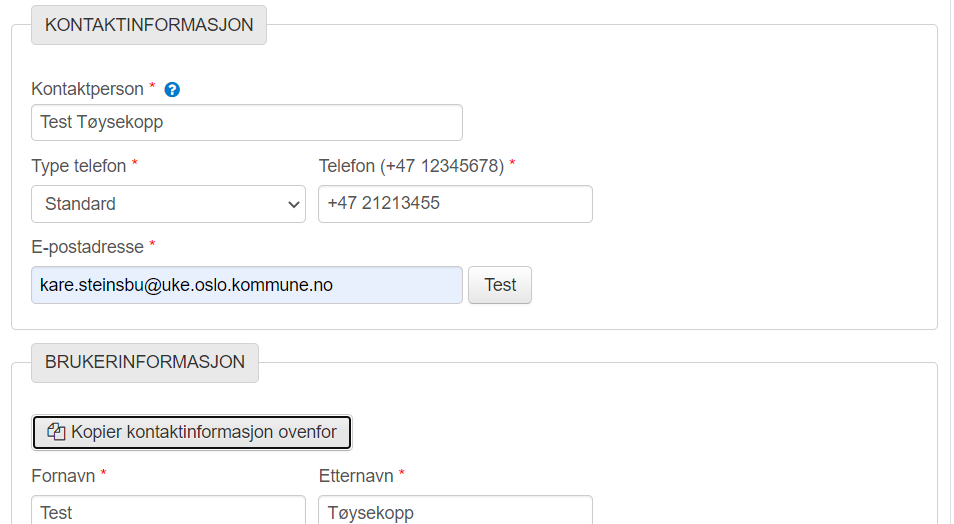 KONTAKTINFORMASJON
Kontaktperson * ?
Test Tøysekopp
Type telefon * Telefon (+47 12345678) *
Standard +47 21213455
E-postadresse *
kare.steinsbu@uke.oslo.kommune.no Test
BRUKERINFORMASJON
Kopier kontaktinformasjon ovenfor
Fornavn * Etternavn *
Test Tøysekopp